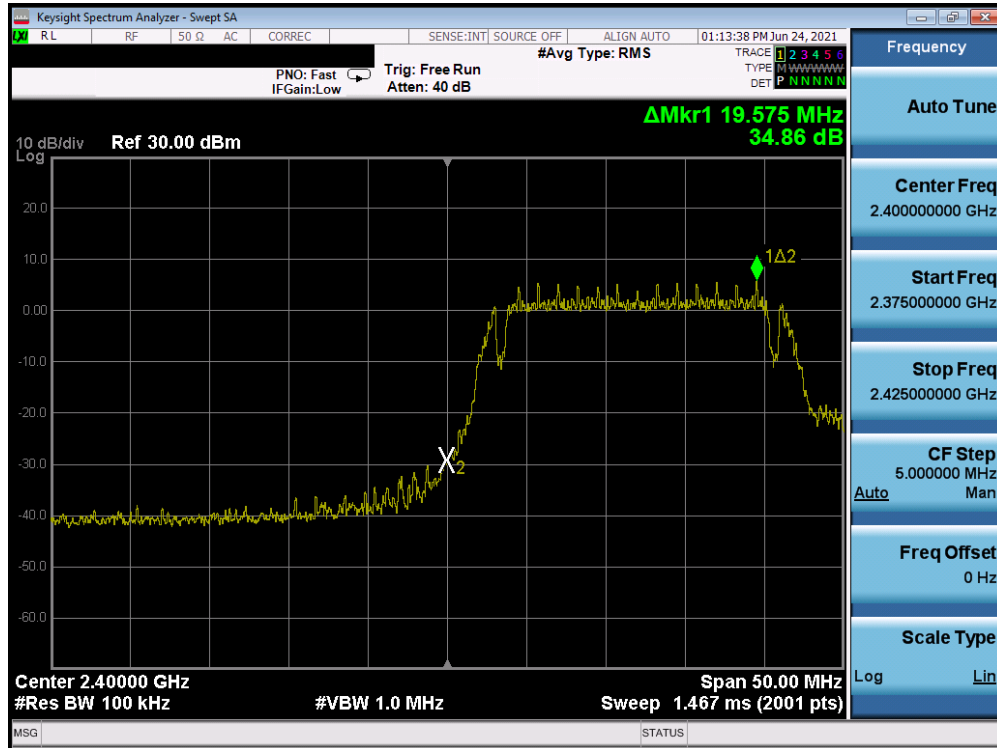 Keysight Spectrum Analyzer - Swept SA
LXI RL RF 50 Ω AC CORREC SENSE:INT SOURCE OFF ALIGN AUTO 01:13:38 PM Jun 24, 2021
#Avg Type: RMS
TRACE 1 2 3 4 5 6
TYPE M W W W W W
DET P N N N N N
PNO: Fast Trig: Free Run
IFGain:Low Atten: 40 dB
ΔMkr1 19.575 MHz
34.86 dB
10 dB/div Ref 30.00 dBm
Log
20.0
10.0
1Δ2
0.00
-10.0
-20.0
-30.0
X2
-40.0
-50.0
-60.0
Center 2.40000 GHz Span 50.00 MHz
#Res BW 100 kHz #VBW 1.0 MHz Sweep 1.467 ms (2001 pts)
MSG STATUS
Frequency
Auto Tune
Center Freq
2.400000000 GHz
Start Freq
2.375000000 GHz
Stop Freq
2.425000000 GHz
CF Step
5.000000 MHz
Auto Man
Freq Offset
0 Hz
Scale Type
Log Lin